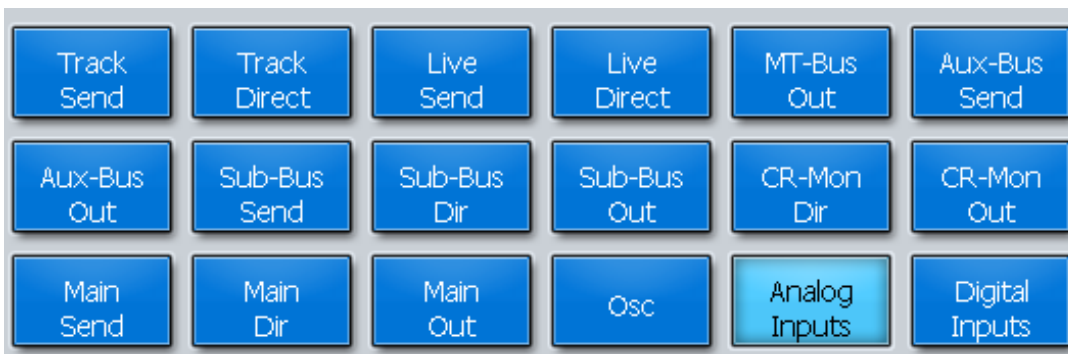 Track Track Live Live MT-Bus Aux-Bus
Send Direct Send Direct Out Send
Aux-Bus Sub-Bus Sub-Bus Sub-Bus CR-Mon CR-Mon
Out Send Dir Out Dir Out
Main Main Main Osc Analog Digital
Send Dir Out Inputs Inputs